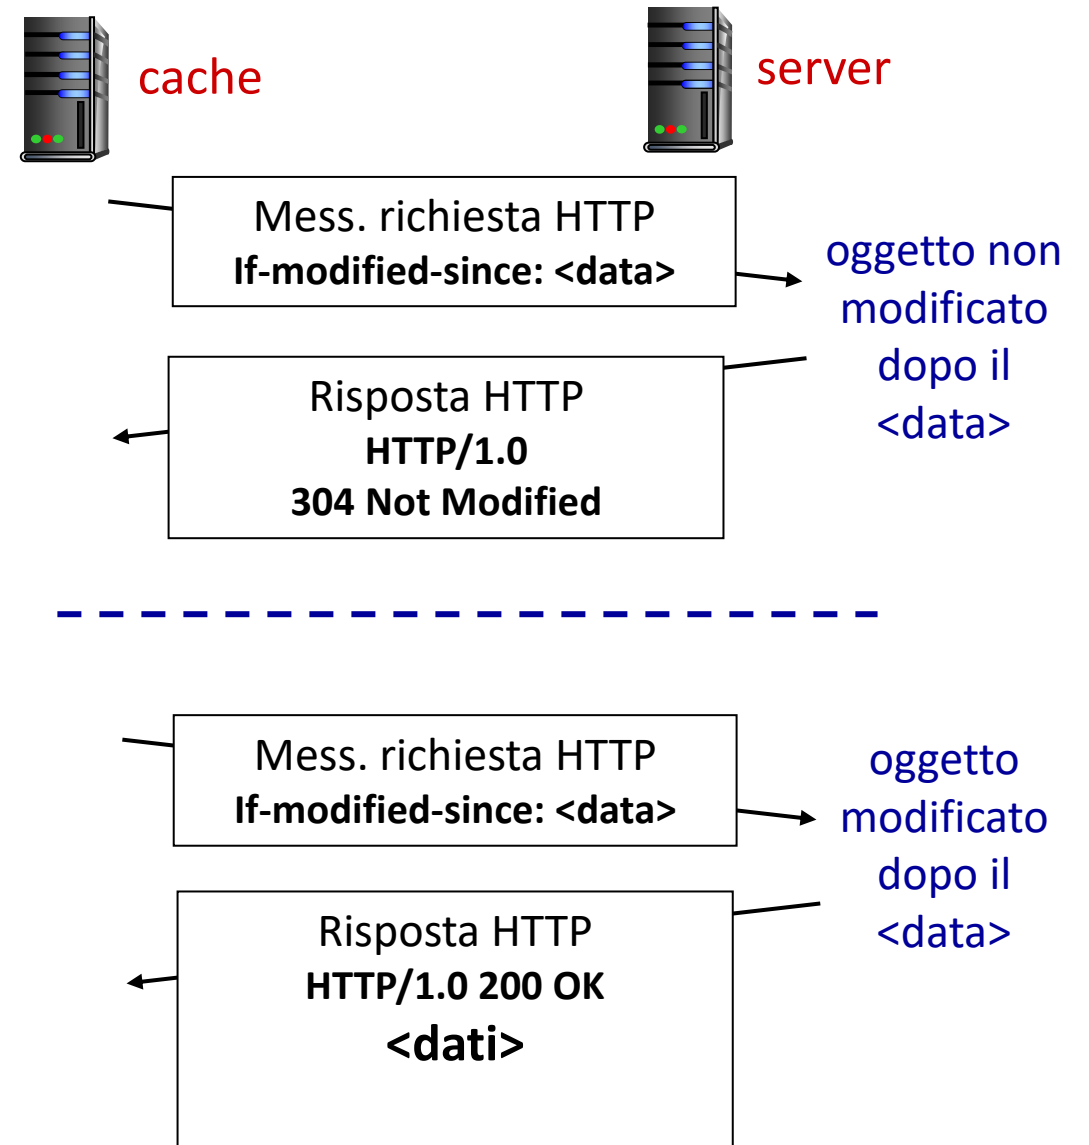 cache
server
Mess. richiesta HTTP
If-modified-since: <data>
oggetto non
modificato
dopo il
<data>
Risposta HTTP
HTTP/1.0
304 Not Modified
Mess. richiesta HTTP
If-modified-since: <data>
oggetto
modificato
dopo il
<data>
Risposta HTTP
HTTP/1.0 200 OK
<dati>